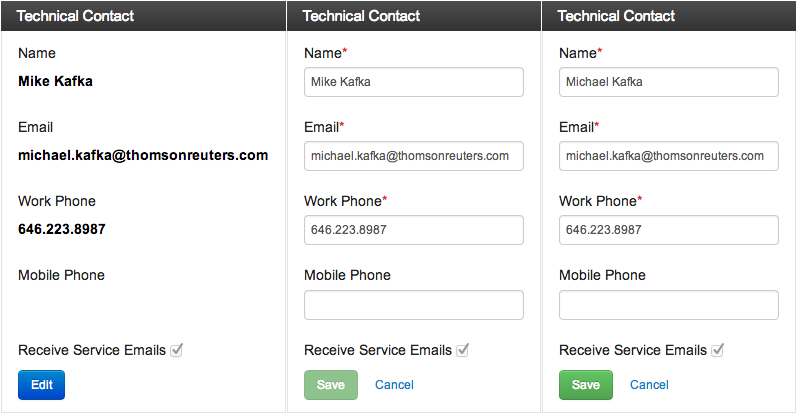 Technical Contact
Name
Mike Kafka
Email
michael.kafka@thomsonreuters.com
Work Phone
646.223.8987
Mobile Phone
Receive Service Emails
Edit
Technical Contact
Name*
Mike Kafka
Email*
michael.kafka@thomsonreuters.com
Work Phone*
646.223.8987
Mobile Phone
Receive Service Emails
Save Cancel
Technical Contact
Name*
Michael Kafka
Email*
michael.kafka@thomsonreuters.com
Work Phone*
646.223.8987
Mobile Phone
Receive Service Emails
Save Cancel